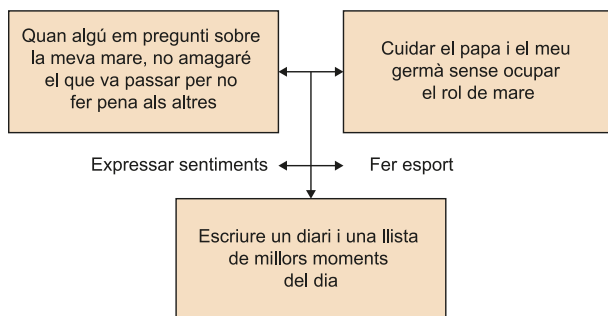 Quan algú em pregunti sobre
la meva mare, no amagaré
el que va passar per no
fer pena als altres
Cuidar el papa i el meu
germà sense ocupar
el rol de mare
Expressar sentiments
Fer esport
Escriure un diari i una llista
de millors moments
del dia